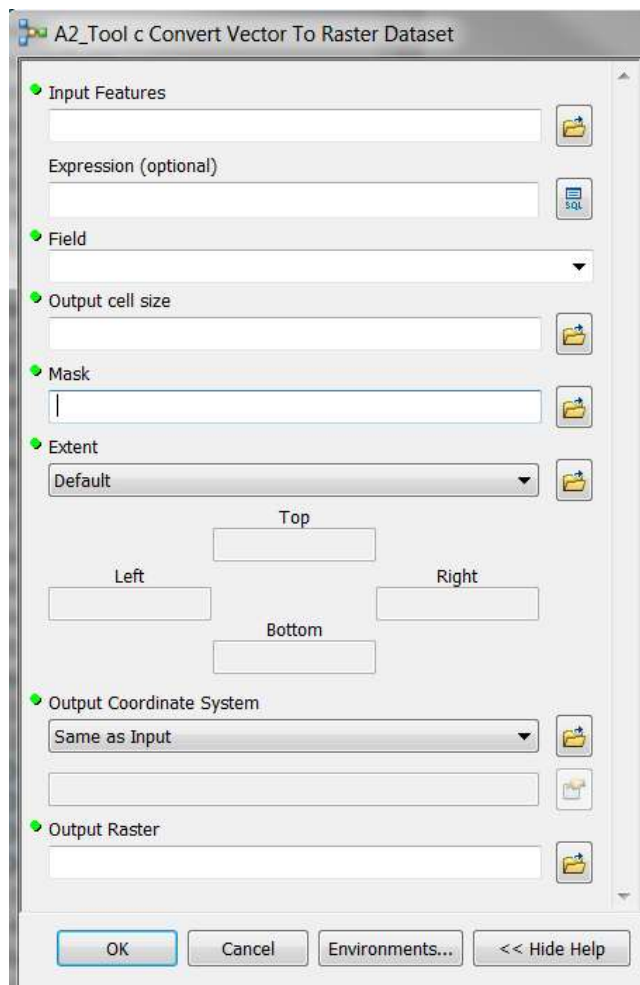 A2_Tool c Convert Vector To Raster Dataset
Input Features
Expression (optional)
SQL
Field
Output cell size
Mask
Extent
Default
Top
Left Right
Bottom
Output Coordinate System
Same as Input
Output Raster
OK Cancel Environments... << Hide Help